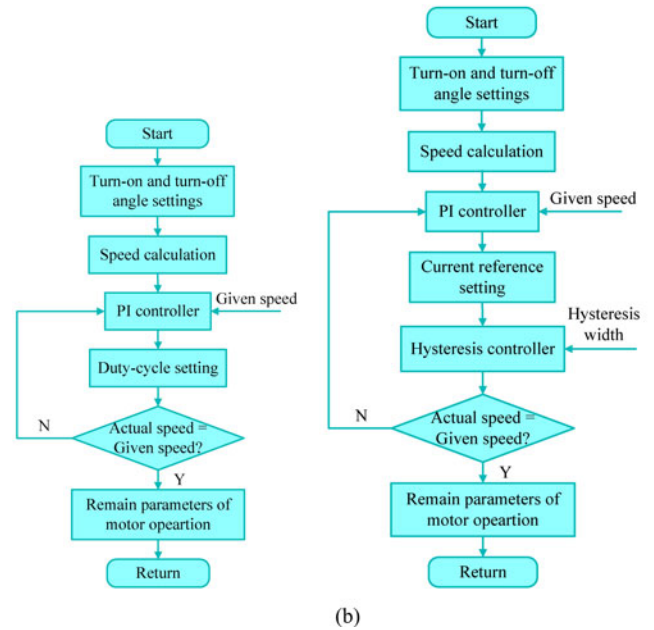 Start
Turn-on and turn-off
angle settings
Speed calculation
PI controller
Given speed
Duty-cycle setting
N
Actual speed =
Given speed?
Y
Remain parameters of
motor opeartion
Return
Start
Turn-on and turn-off
angle settings
Speed calculation
PI controller
Given speed
Current reference
setting
Hysteresis
width
Hysteresis controller
N
Actual speed =
Given speed?
Y
Remain parameters of
motor opeartion
Return
(b)